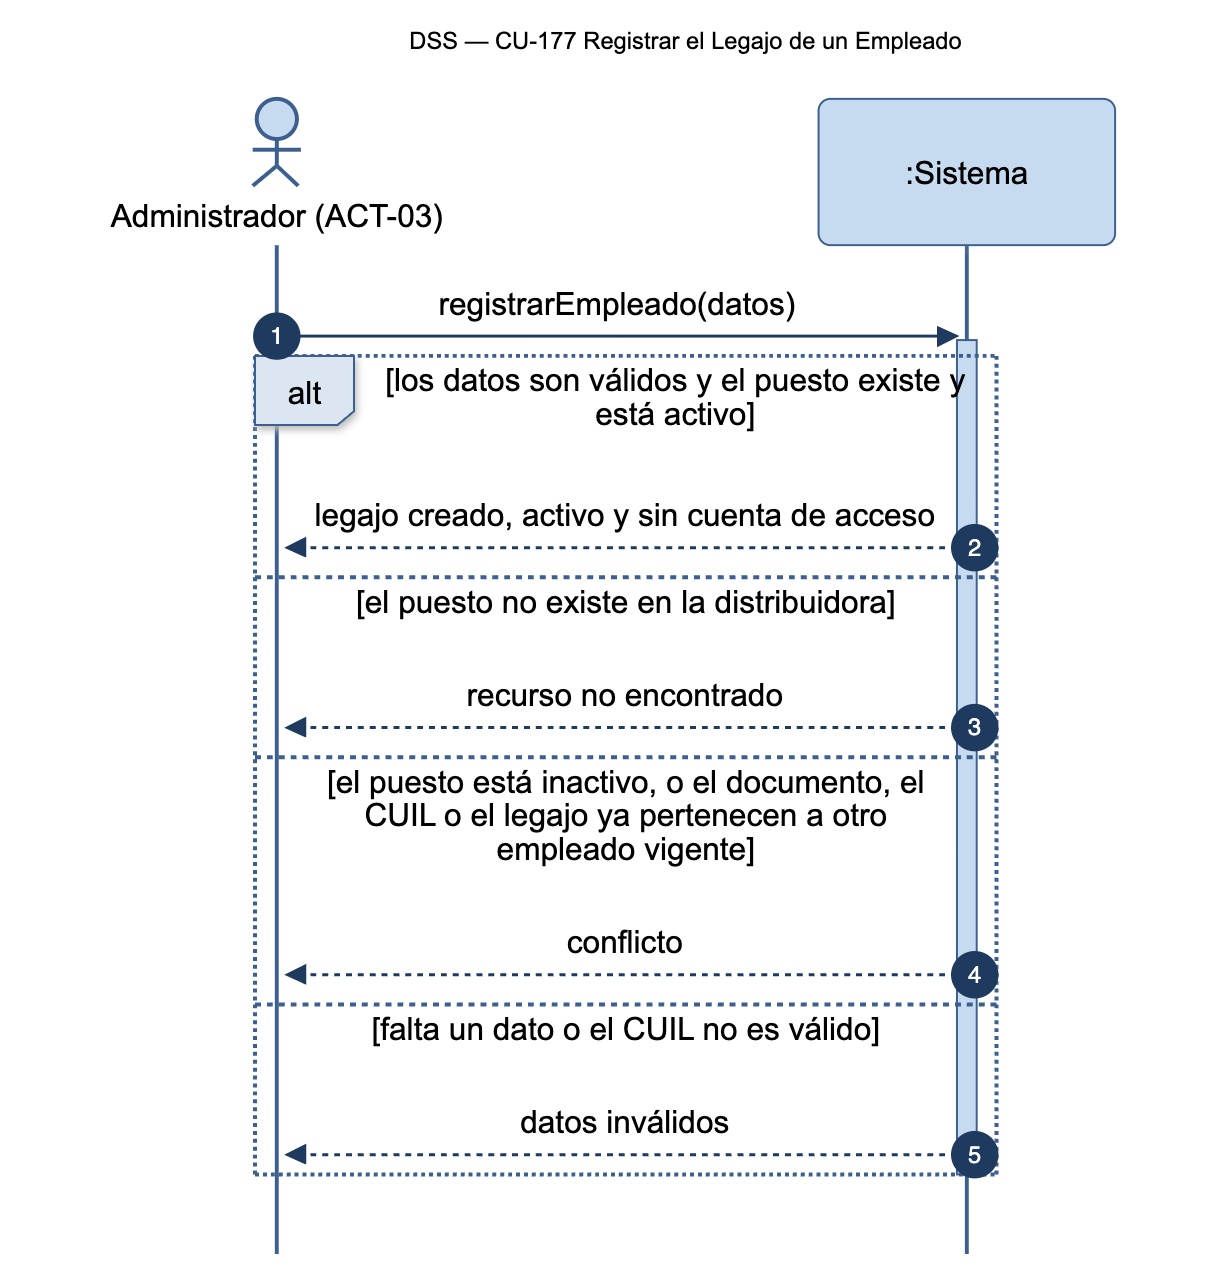 DSS — CU-177 Registrar el Legajo de un Empleado
:Sistema
Administrador (ACT-03)
registrarEmpleado(datos)
1
alt
[los datos son válidos y el puesto existe y
está activo]
legajo creado, activo y sin cuenta de acceso
2
[el puesto no existe en la distribuidora]
recurso no encontrado
3
[el puesto está inactivo, o el documento, el
CUIL o el legajo ya pertenecen a otro
empleado vigente]
conflicto
4
[falta un dato o el CUIL no es válido]
datos inválidos
5